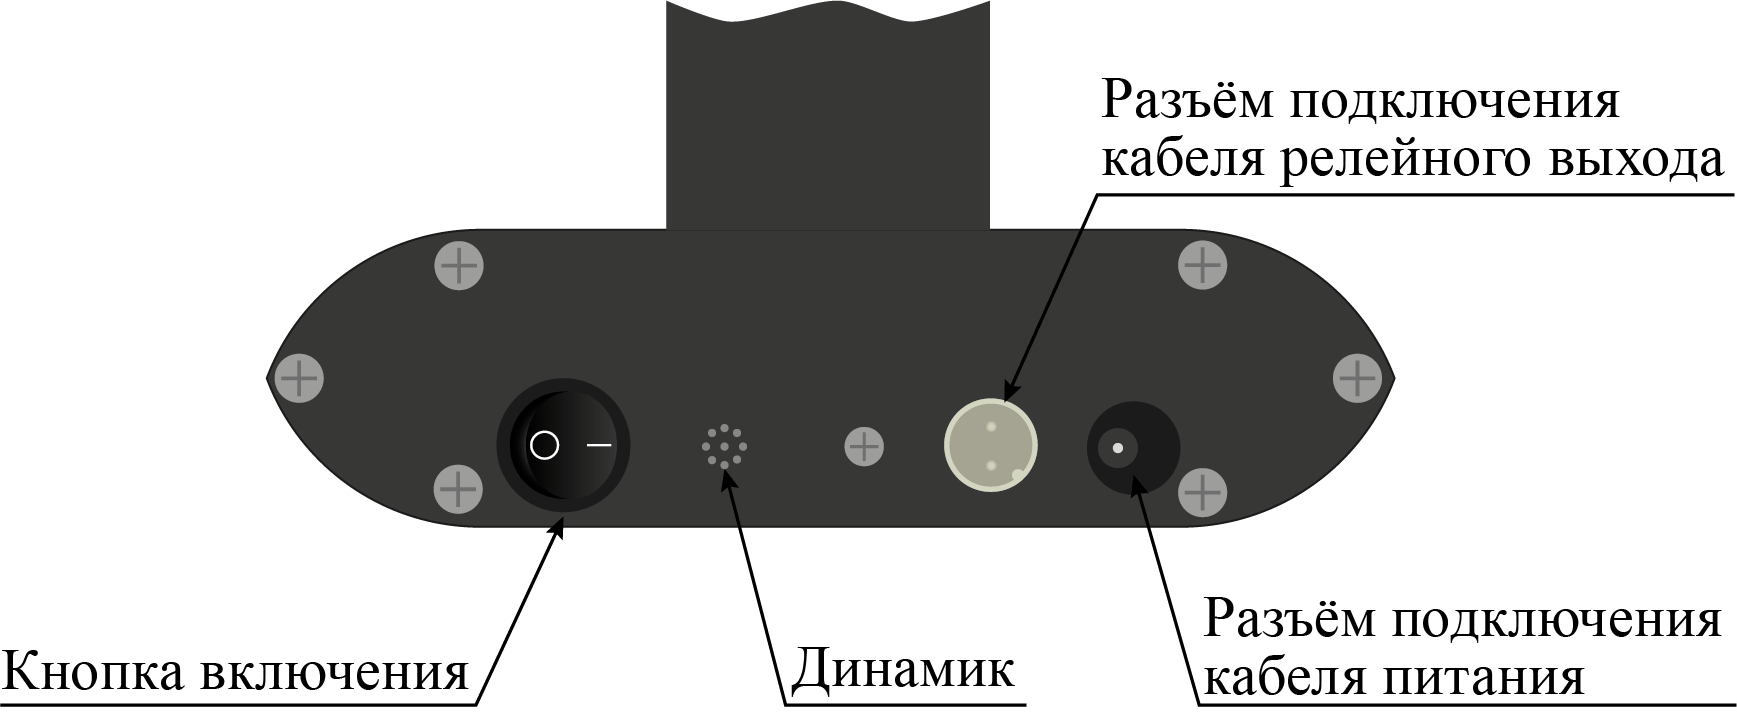 Разъём подключения
кабеля релейного выхода
Кнопка включения
Динамик
Разъём подключения
кабеля питания